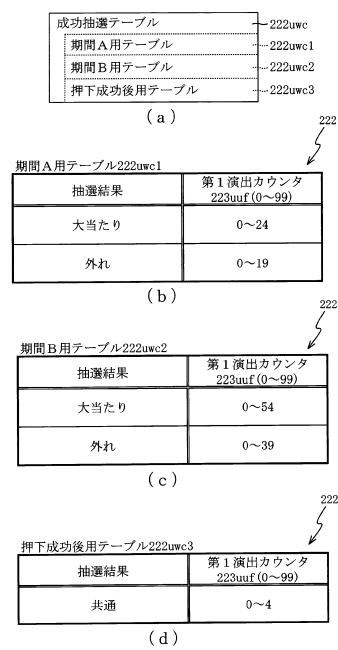 成功抽選テーブル 222uwc
期間A用テーブル 222uwc1
期間B用テーブル 222uwc2
押下成功後用テーブル 222uwc3
(a)
222
期間A用テーブル222uwc1
抽選結果 第1演出カウンタ
223uuf(0～99)
大当たり 0～24
外れ 0～19
(b)
222
期間B用テーブル222uwc2
抽選結果 第1演出カウンタ
223uuf(0～99)
大当たり 0～54
外れ 0～39
(c)
222
押下成功後用テーブル222uwc3
抽選結果 第1演出カウンタ
223uuf(0～99)
共通 0～4
(d)